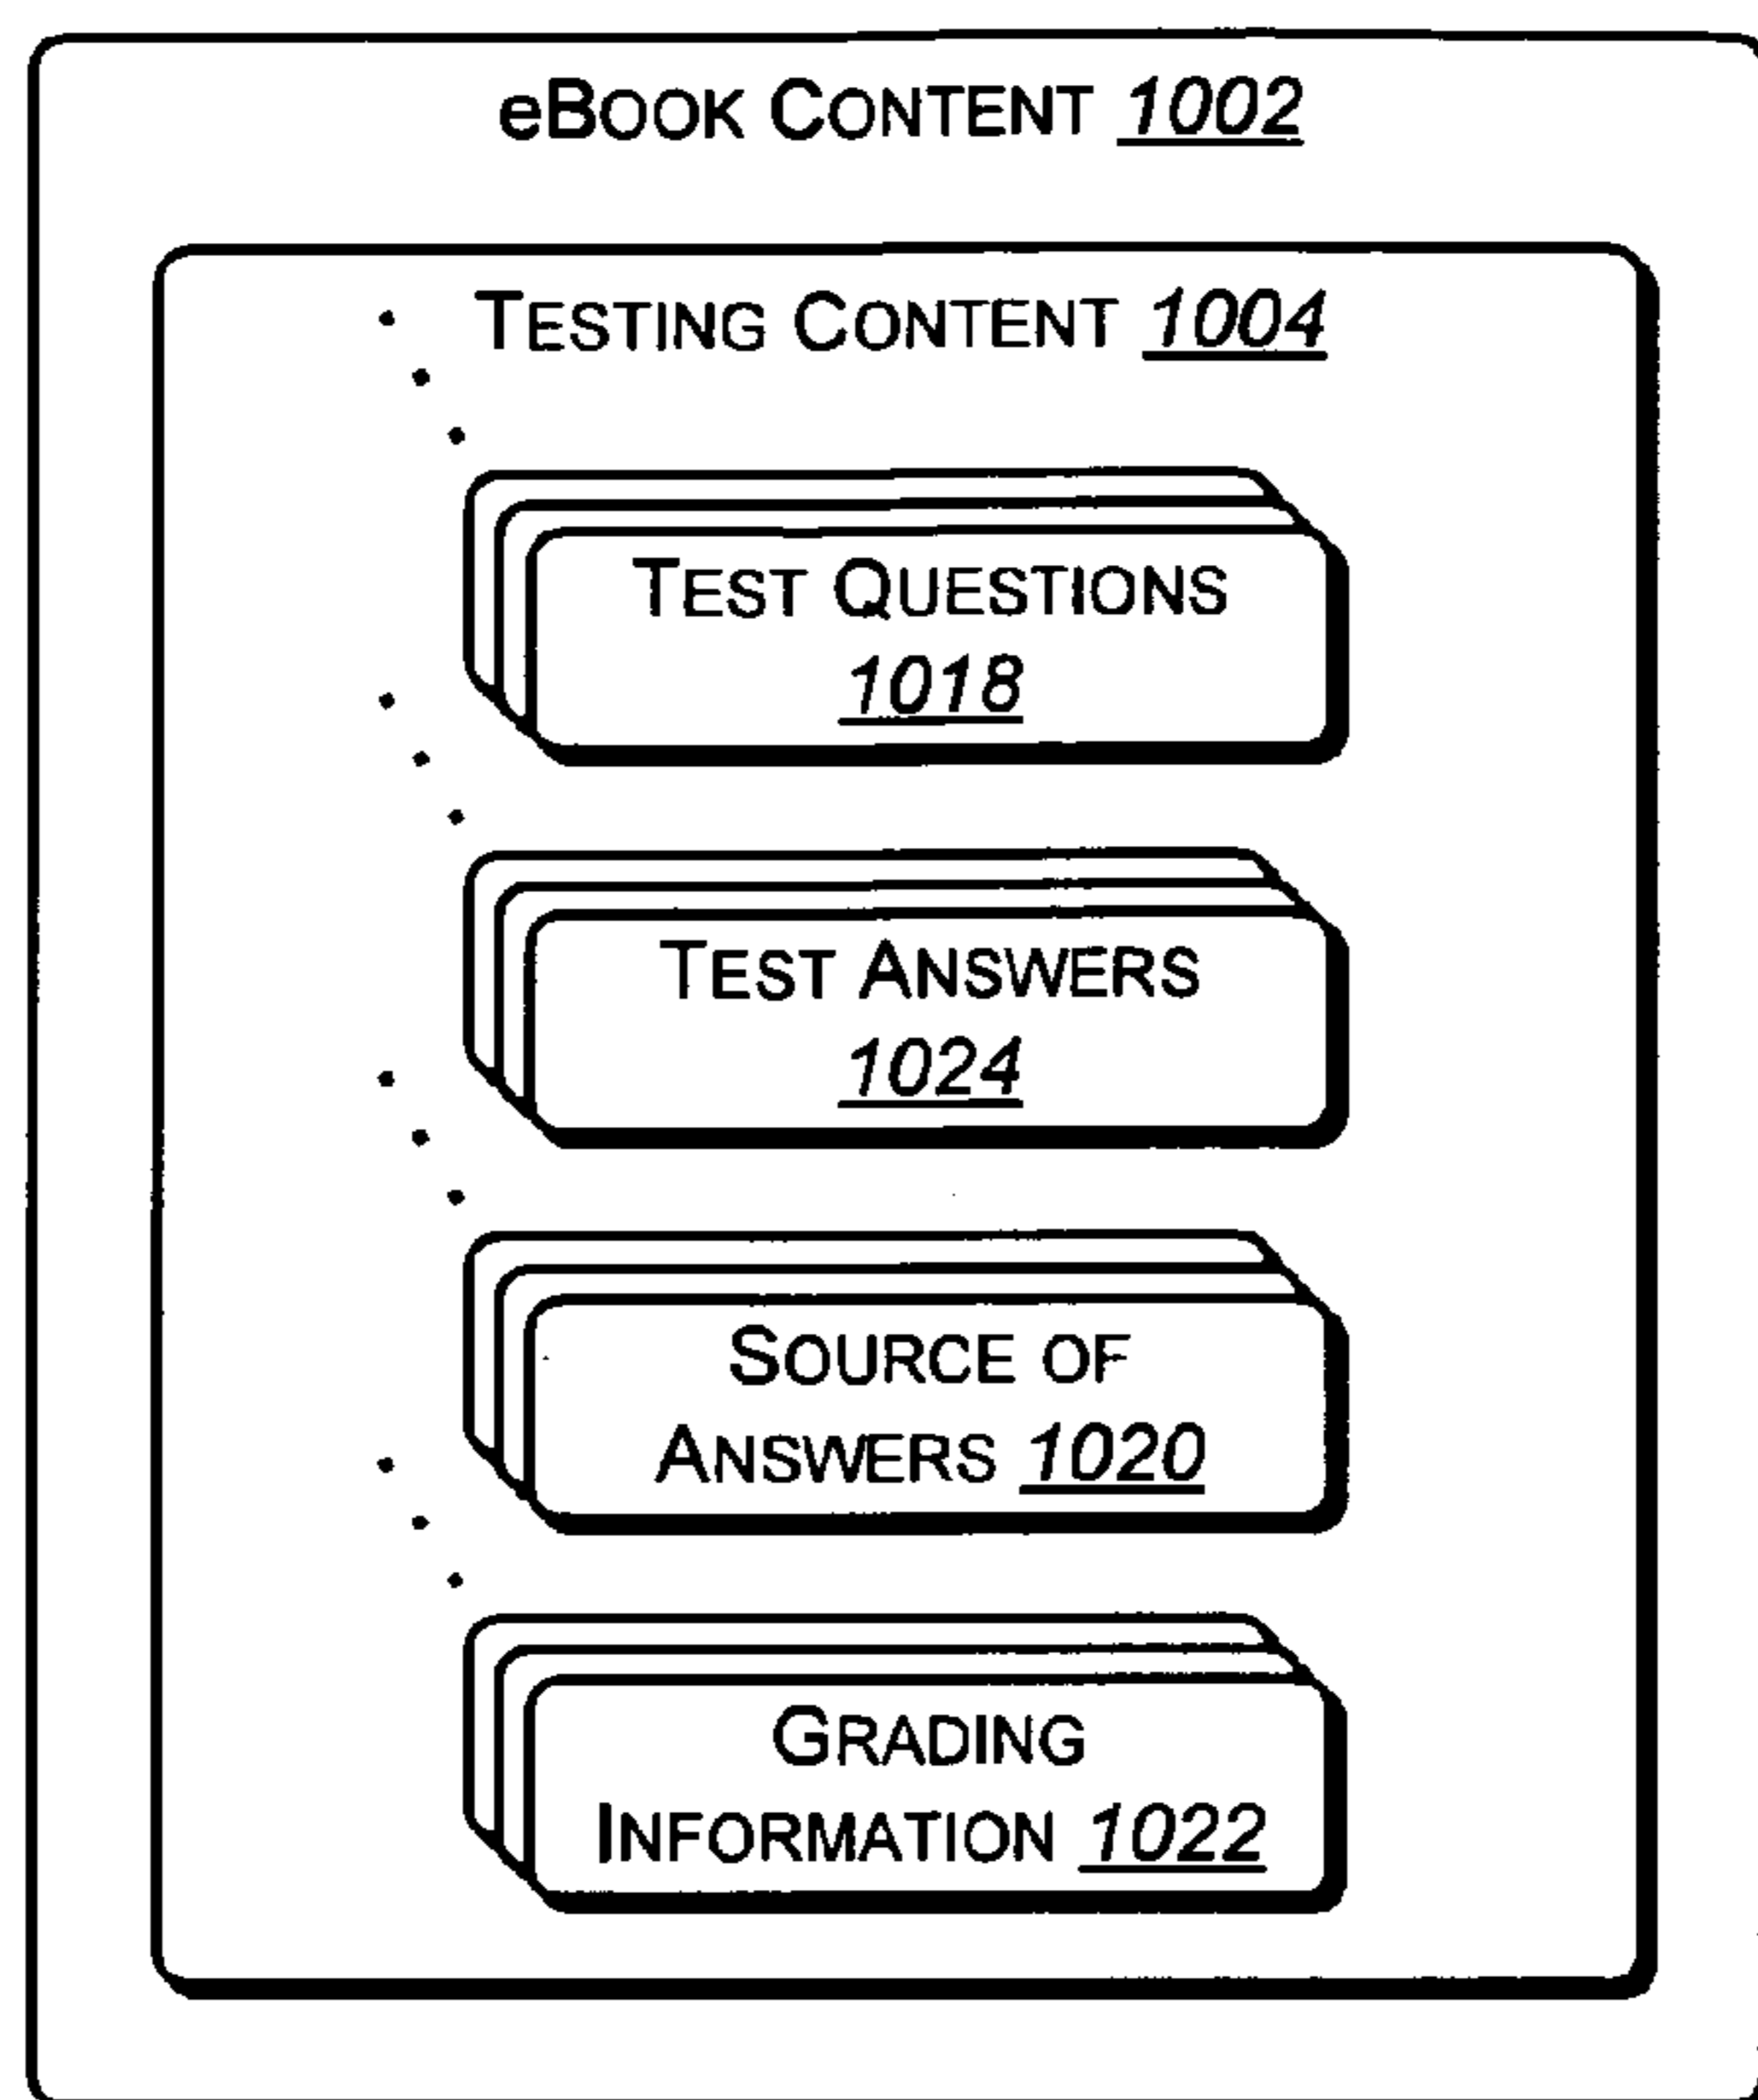 eBOOK CONTENT 1002
TESTING CONTENT 1004
TEST QUESTIONS
1018
TEST ANSWERS
1024
SOURCE OF
ANSWERS 1020
GRADING
INFORMATION 1022